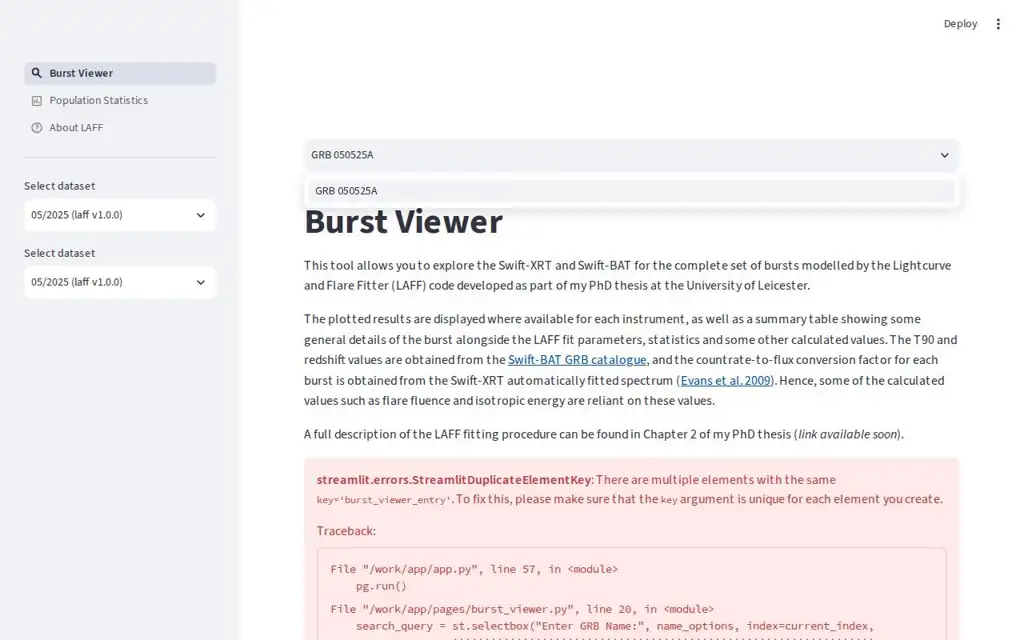 Deploy
Burst Viewer
Population Statistics
About LAFF
Select dataset
05/2025 (laff v1.0.0)
Select dataset
05/2025 (laff v1.0.0)
GRB 050525A
GRB 050525A
Burst Viewer
This tool allows you to explore the Swift-XRT and Swift-BAT for the complete set of bursts modelled by the Lightcurve
and Flare Fitter (LAFF) code developed as part of my PhD thesis at the University of Leicester.
The plotted results are displayed where available for each instrument, as well as a summary table showing some
general details of the burst alongside the LAFF fit parameters, statistics and some other calculated values. The T90 and
redshift values are obtained from the Swift-BAT GRB catalogue, and the countrate-to-flux conversion factor for each
burst is obtained from the Swift-XRT automatically fitted spectrum (Evans et al. 2009). Hence, some of the calculated
values such as flare fluence and isotropic energy are reliant on these values.
A full description of the LAFF fitting procedure can be found in Chapter 2 of my PhD thesis (link available soon).
streamlit.errors.StreamlitDuplicateElementKey: There are multiple elements with the same
key='burst_viewer_entry'. To fix this, please make sure that the key argument is unique for each element you create.
Traceback:
File "/work/app/app.py", line 57, in <module>
pg.run()
File "/work/app/pages/burst_viewer.py", line 20, in <module>
search_query = st.selectbox("Enter GRB Name:", name_options, index=current_index,